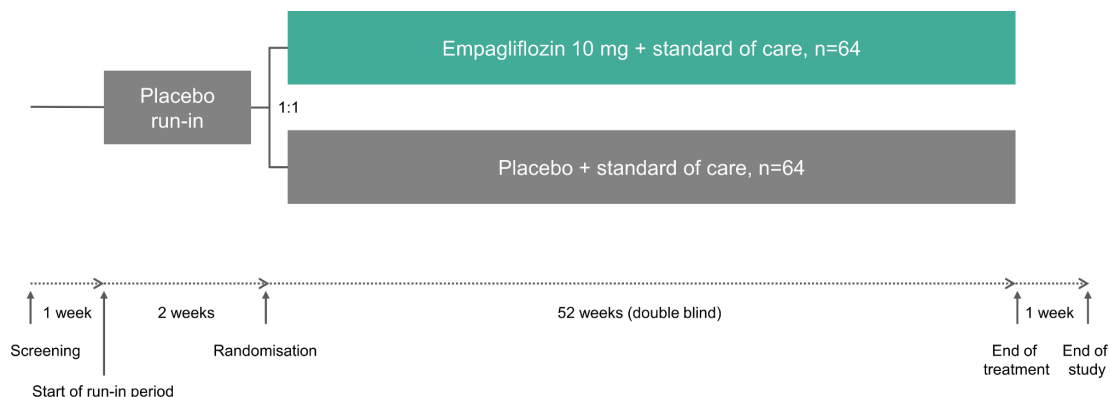 Empagliflozin 10 mg + standard of care, n=64
Placebo
run-in
1:1
Placebo + standard of care, n=64
1 week
2 weeks
52 weeks (double blind)
1 week
Screening
Randomisation
End of
treatment
End of
study
Start of run-in period